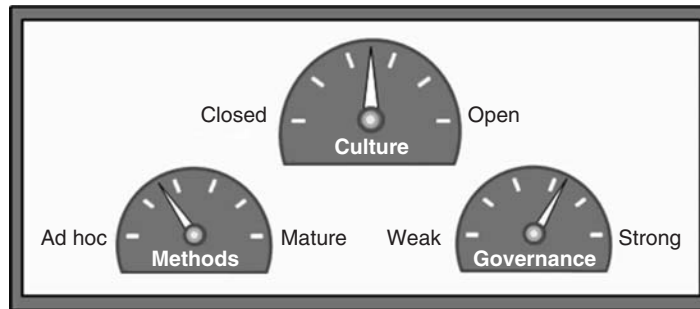 Closed
Open
Culture
Ad hoc
Mature
Weak
Strong
Methods
Governance